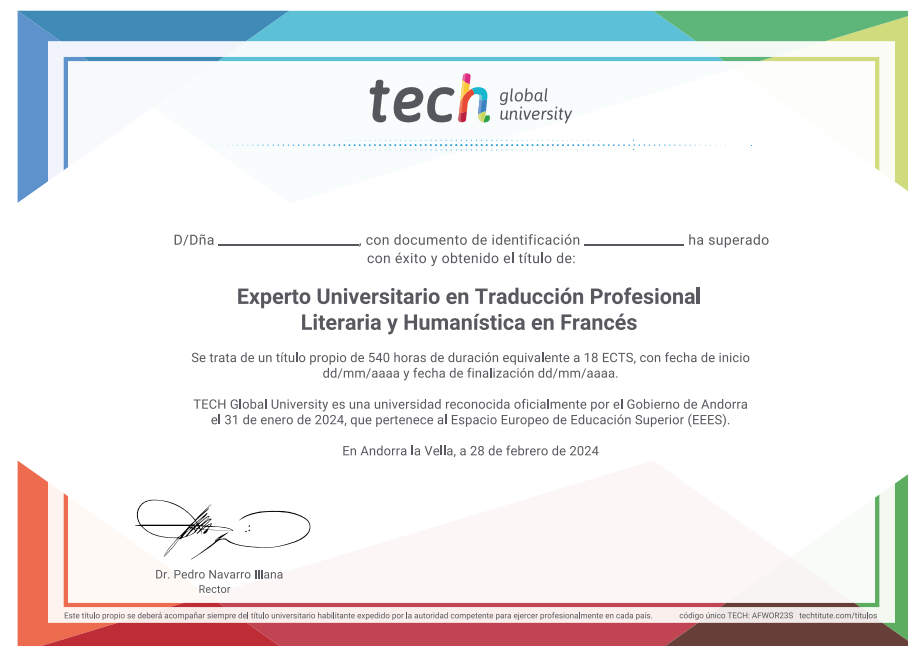 tech global university
D/Dña ____________________, con documento de identificación ______________ ha superado
con éxito y obtenido el título de:
Experto Universitario en Traducción Profesional
Literaria y Humanística en Francés
Se trata de un título propio de 540 horas de duración equivalente a 18 ECTS, con fecha de inicio
dd/mm/aaaa y fecha de finalización dd/mm/aaaa.
TECH Global University es una universidad reconocida oficialmente por el Gobierno de Andorra
el 31 de enero de 2024, que pertenece al Espacio Europeo de Educación Superior (EEES).
En Andorra la Vella, a 28 de febrero de 2024
Dr. Pedro Navarro Illana
Rector
Este título propio se deberá acompañar siempre del título universitario habilitante expedido por la autoridad competente para ejercer profesionalmente en cada país. código único TECH: AFWOR23S techtitute.com/titulos